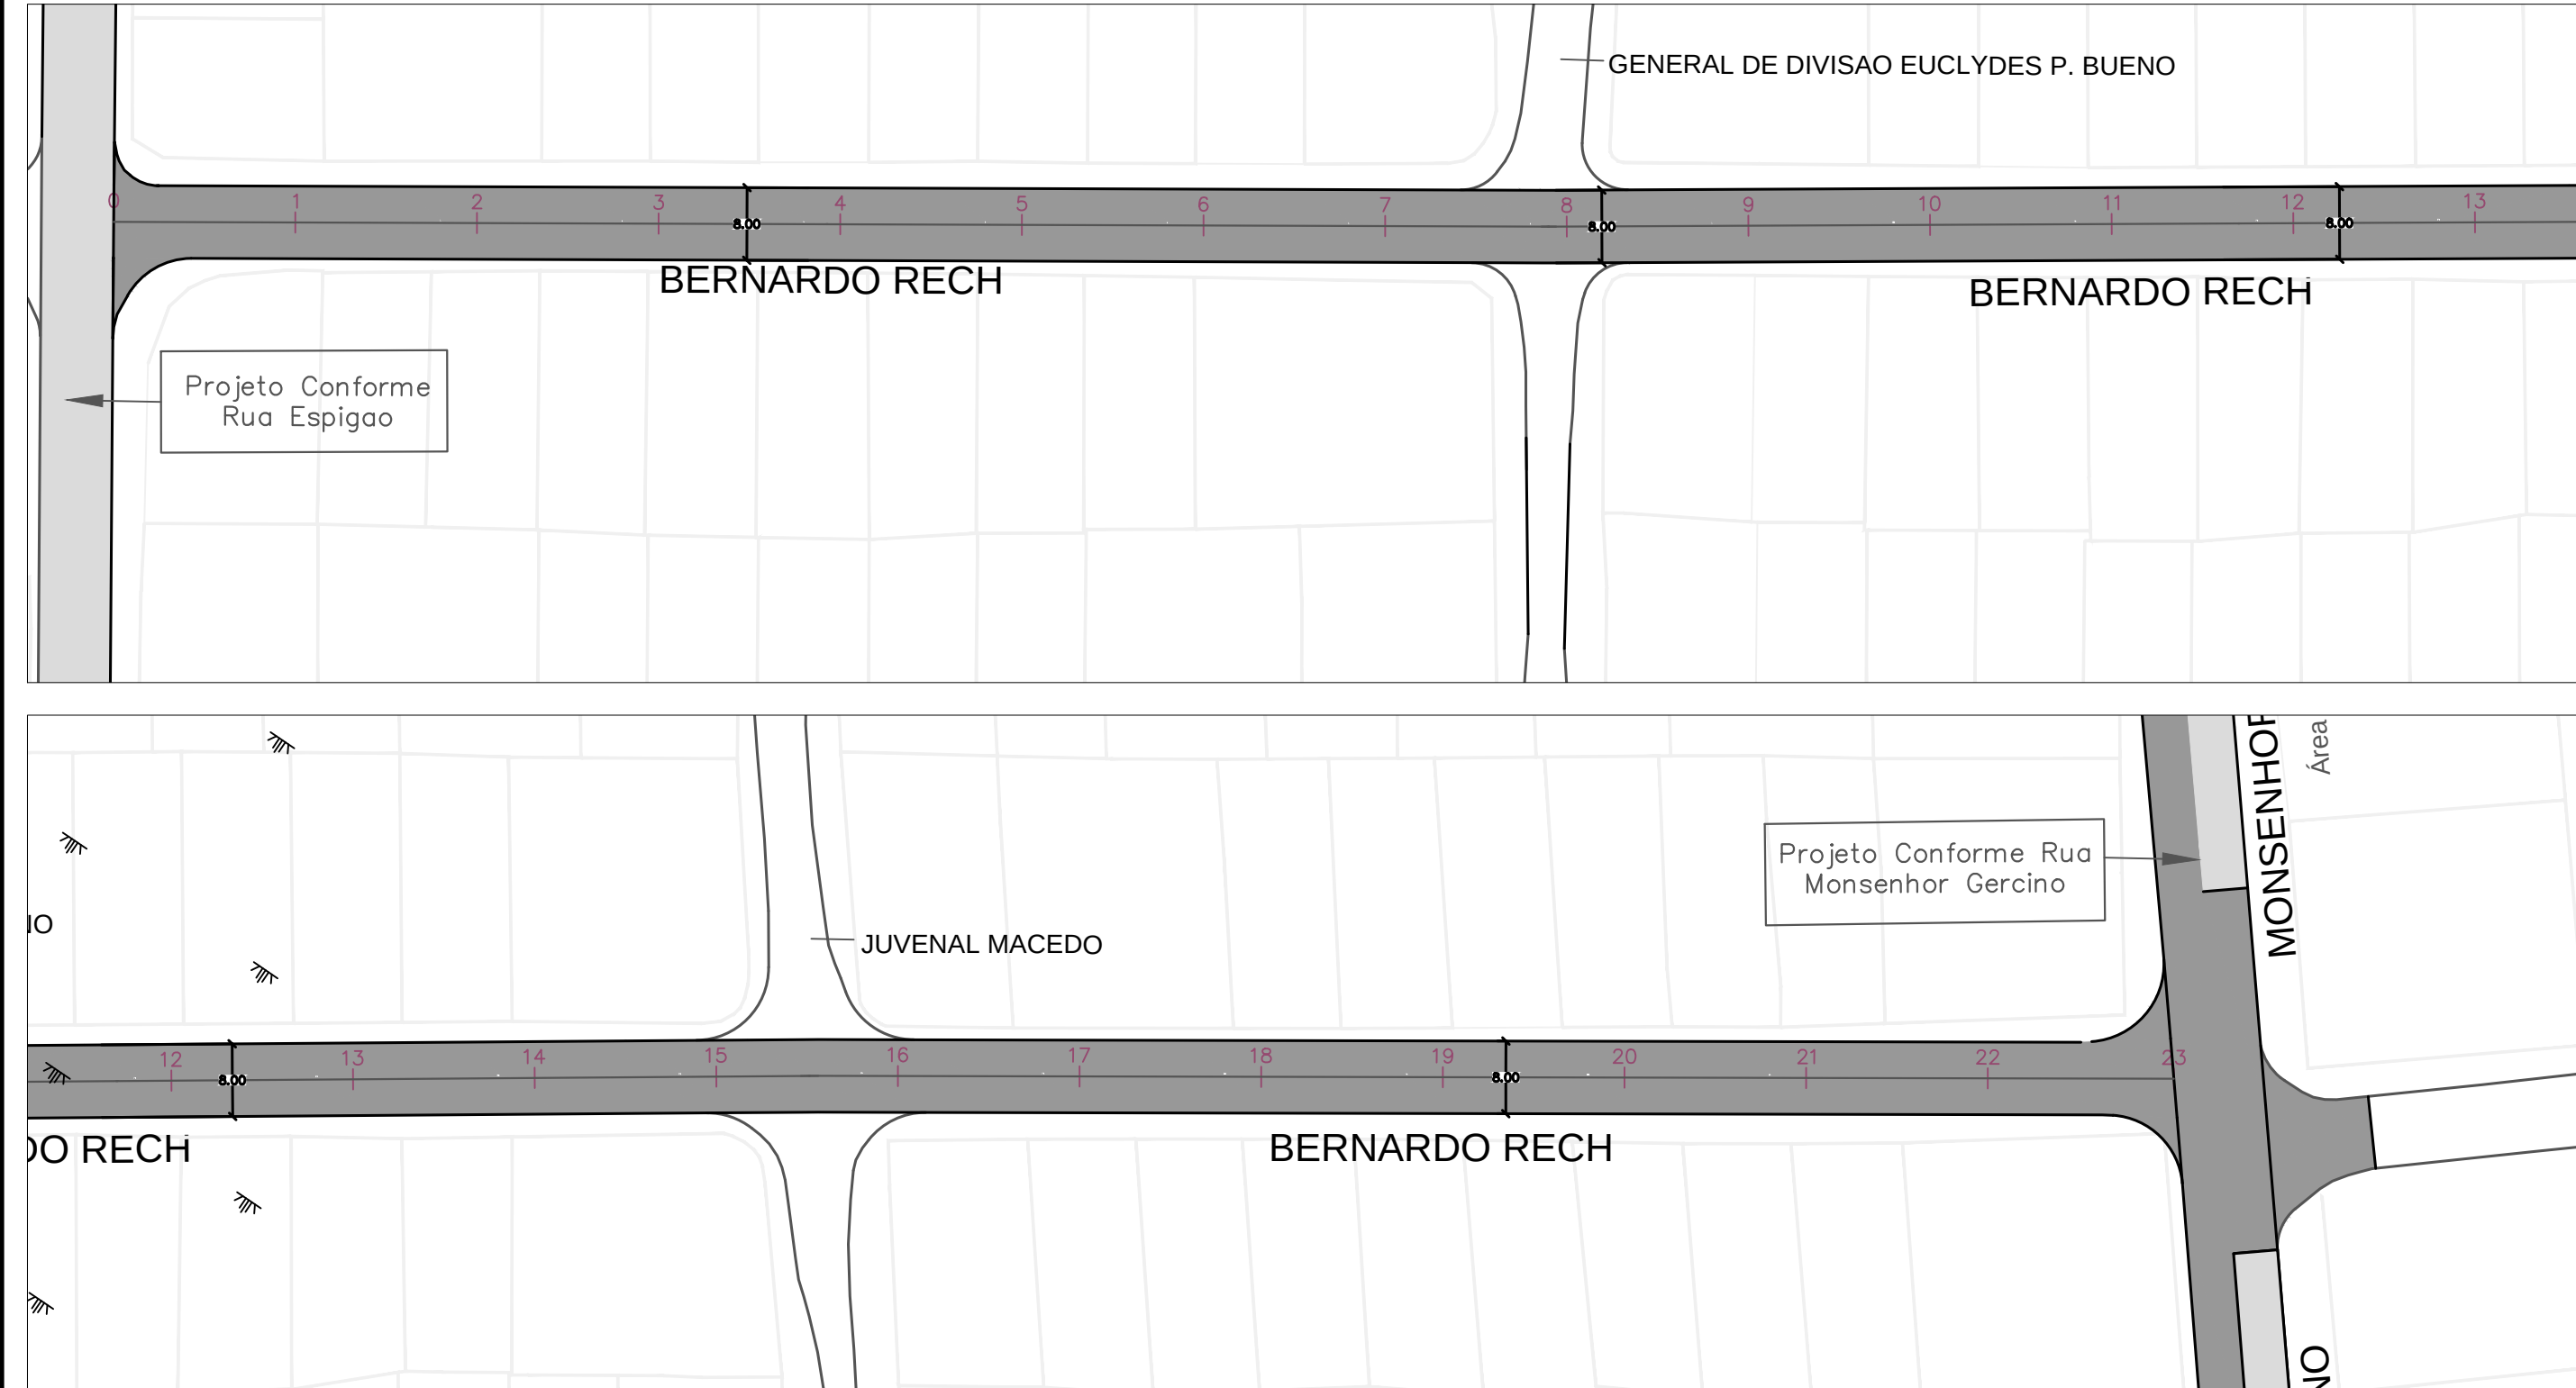 GENERAL DE DIVISAO EUCLYDES P. BUENO
0 1 2 3 4 5 6 7 8 9 10 11 12 13
8.00 8.00 8.00
BERNARDO RECH
BERNARDO RECH
Projeto Conforme
Rua Espigao
MONSENHOR
Área
Projeto Conforme Rua
Monsenhor Gercino
NO
JUVENAL MACEDO
12 13 14 15 16 17 18 19 20 21 22 23
8.00 8.00
DO RECH
BERNARDO RECH
NO